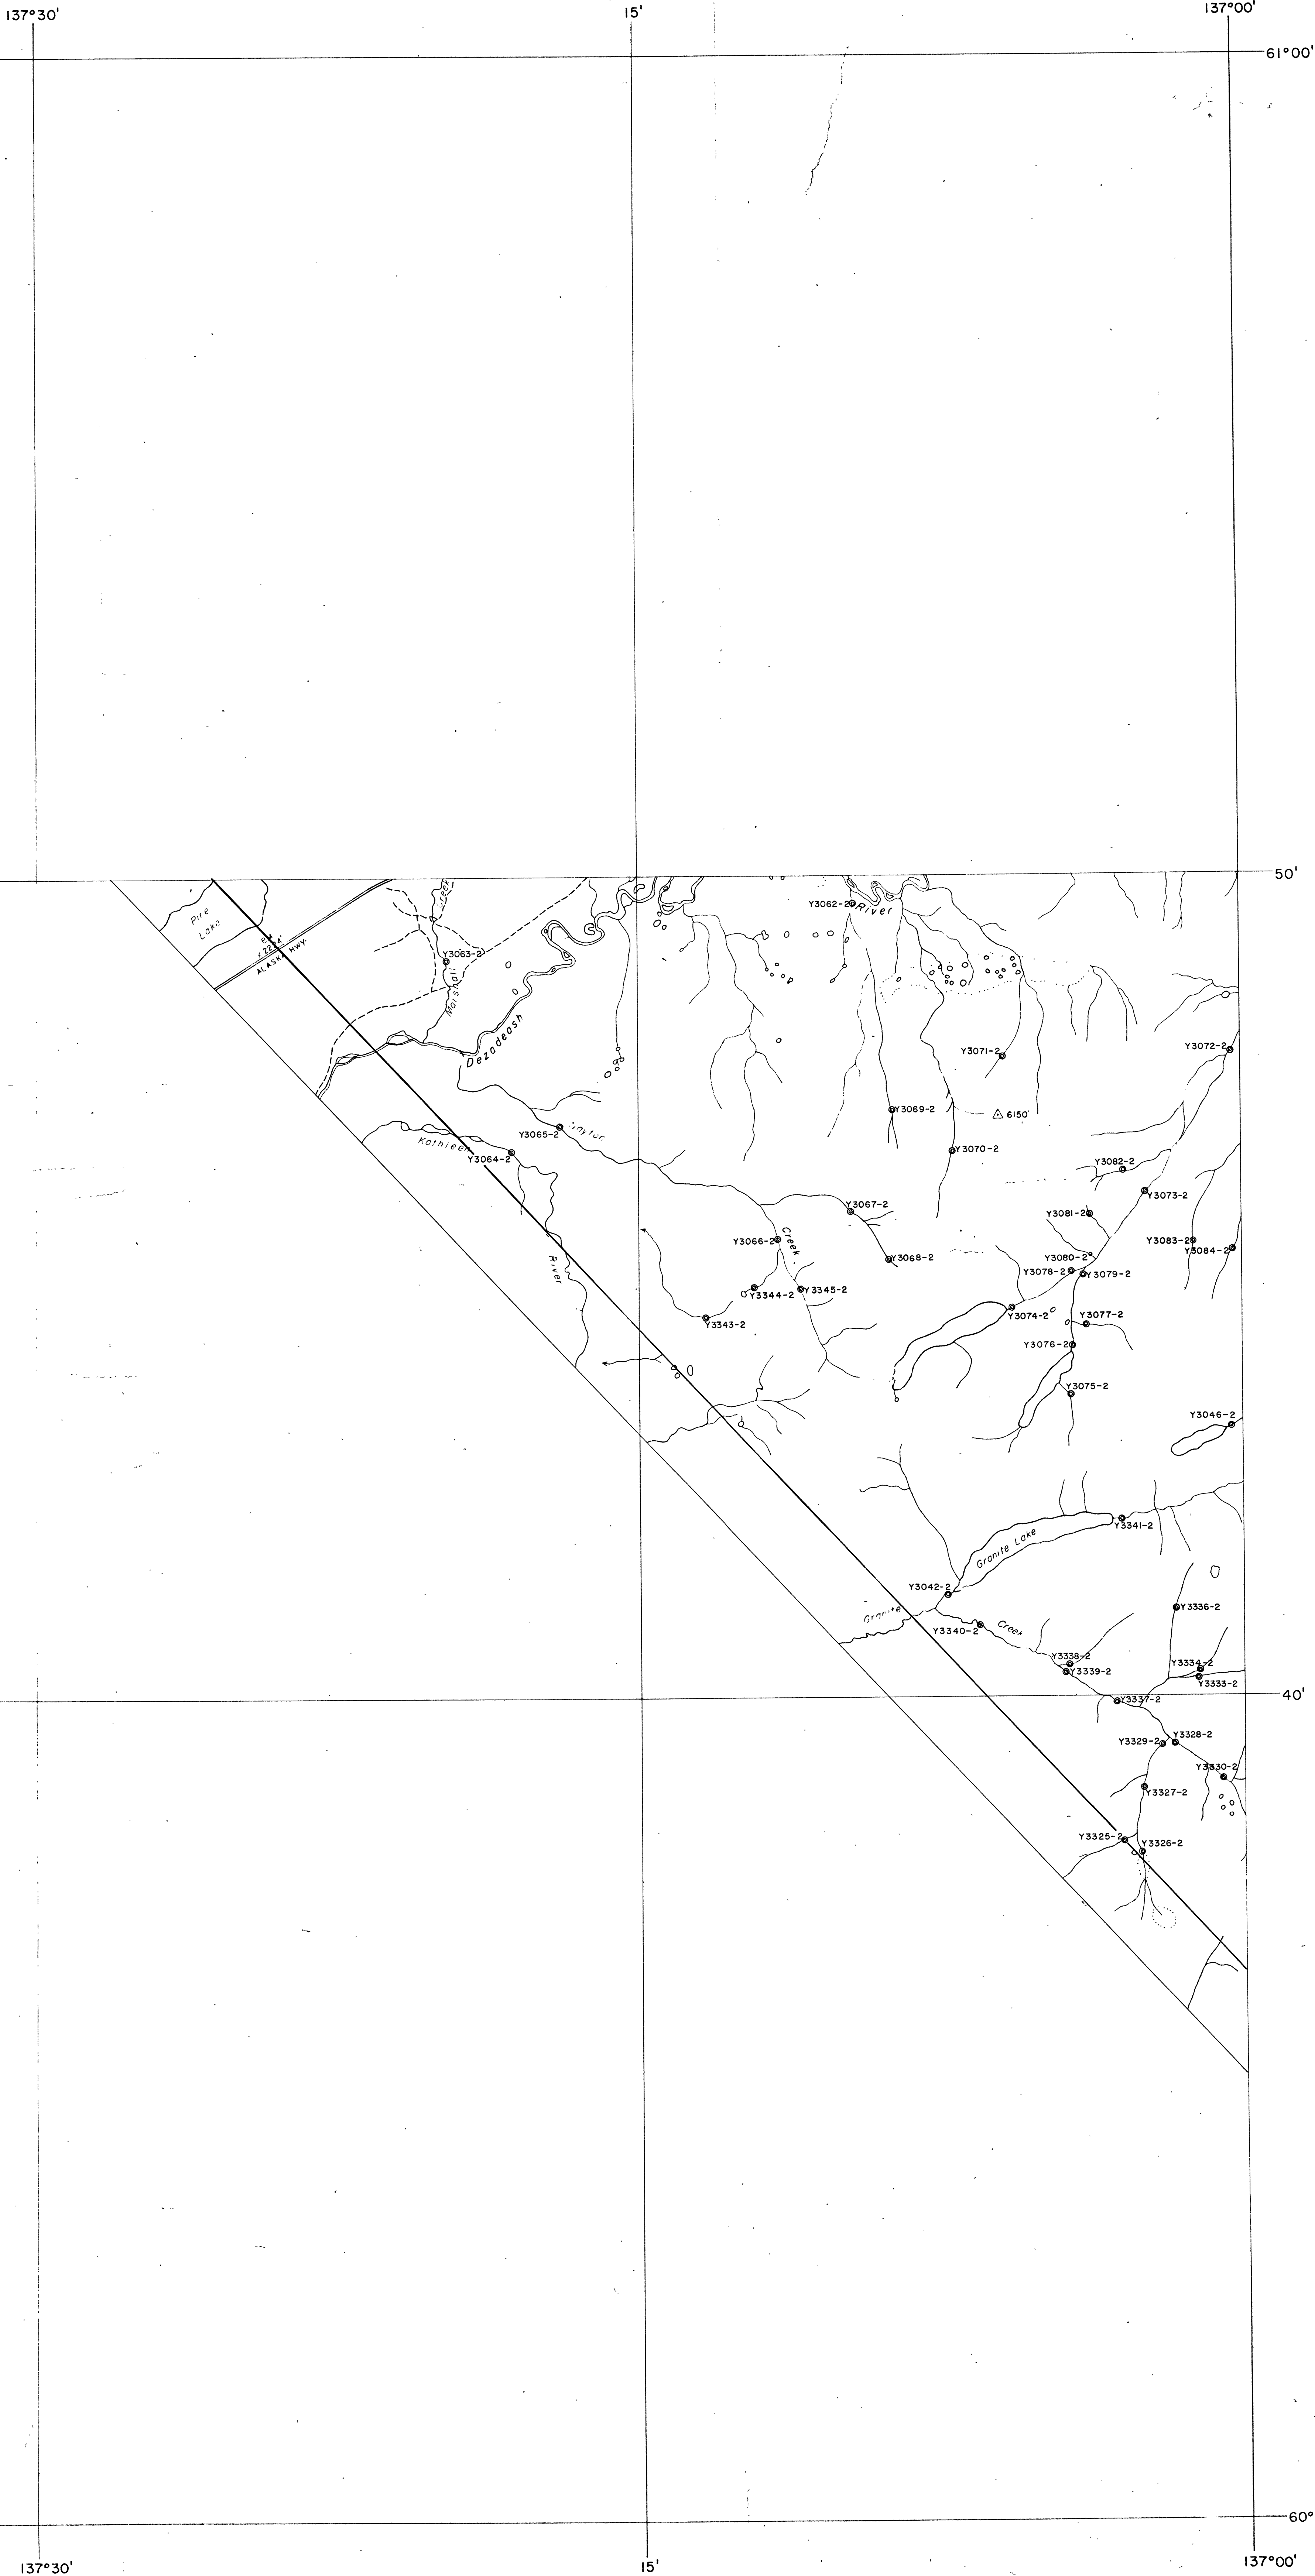 137°30'
15'
137°00'
61°00'
50'
Y3062-2
River
Pine
Lake
ALASKA HWY.
Y3063-2
Creek
Marshall
Dezadeash
Y3072-2
Y3071-2
Y3069-2
6150'
Y3065-2
Kathleen
Y3064-2
Y3070-2
Y3082-2
Y3073-2
Y3067-2
Y3081-2
Y3066-2
Creek
Y3083-2
Y3084-2
Y3068-2
Y3080-2
Y3078-2
Y3079-2
River
Y3344-2
Y3345-2
Y3074-2
Y3343-2
Y3077-2
Y3076-2
Y3075-2
Y3046-2
Y3341-2
Granite Lake
Y3042-2
Y3336-2
Granite
Creek
Y3340-2
Y3338-2
Y3339-2
Y3334-2
Y3333-2
40'
Y3337-2
Y3328-2
Y3329-2
Y3330-2
Y3327-2
Y3325-2
Y3326-2
60°
137°30'
15'
137°00'